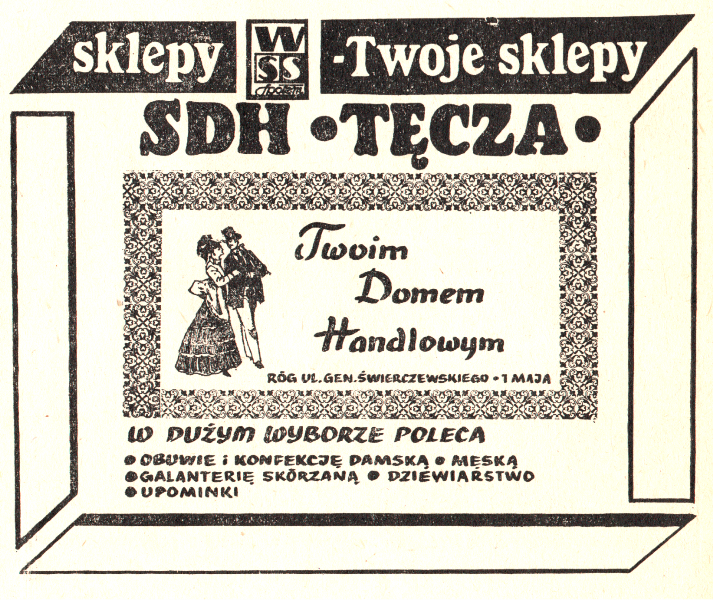 sklepy WSS Społem -Twoje sklepy
SDH • TĘCZA •
Twoim
Domem
Handlowym
RÓG UL. GEN. ŚWIERCZEWSKIEGO • 1 MAJA
W DUŻYM WYBORZE POLECA
• OBUWIE i KONFEKCJĘ DAMSKĄ • MĘSKĄ
• GALANTERIĘ SKÓRZANĄ • DZIEWIARSTWO
• UPOMINKI